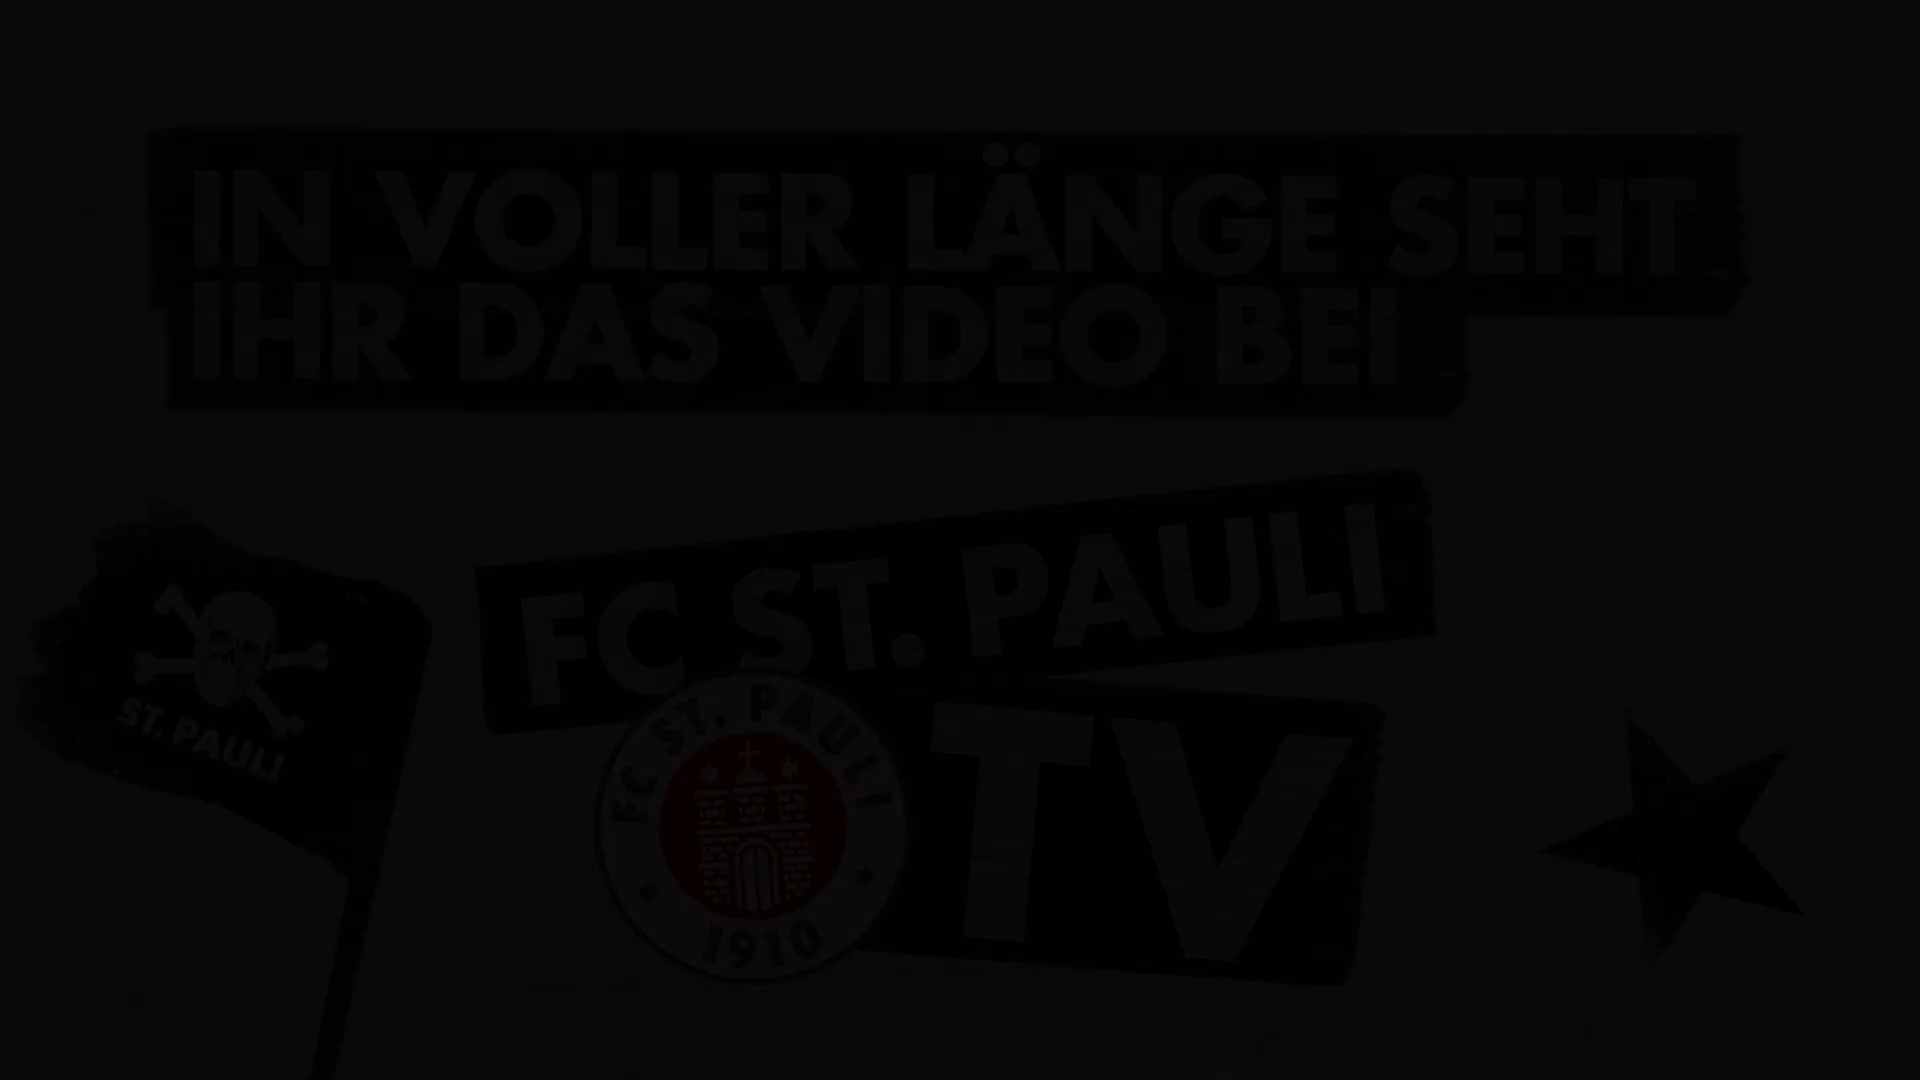 IN VOLLER LÄNGE SEHT
IHR DAS VIDEO BEI
FC ST. PAULI
ST. PAULI
FC ST. PAULI
TV
1910